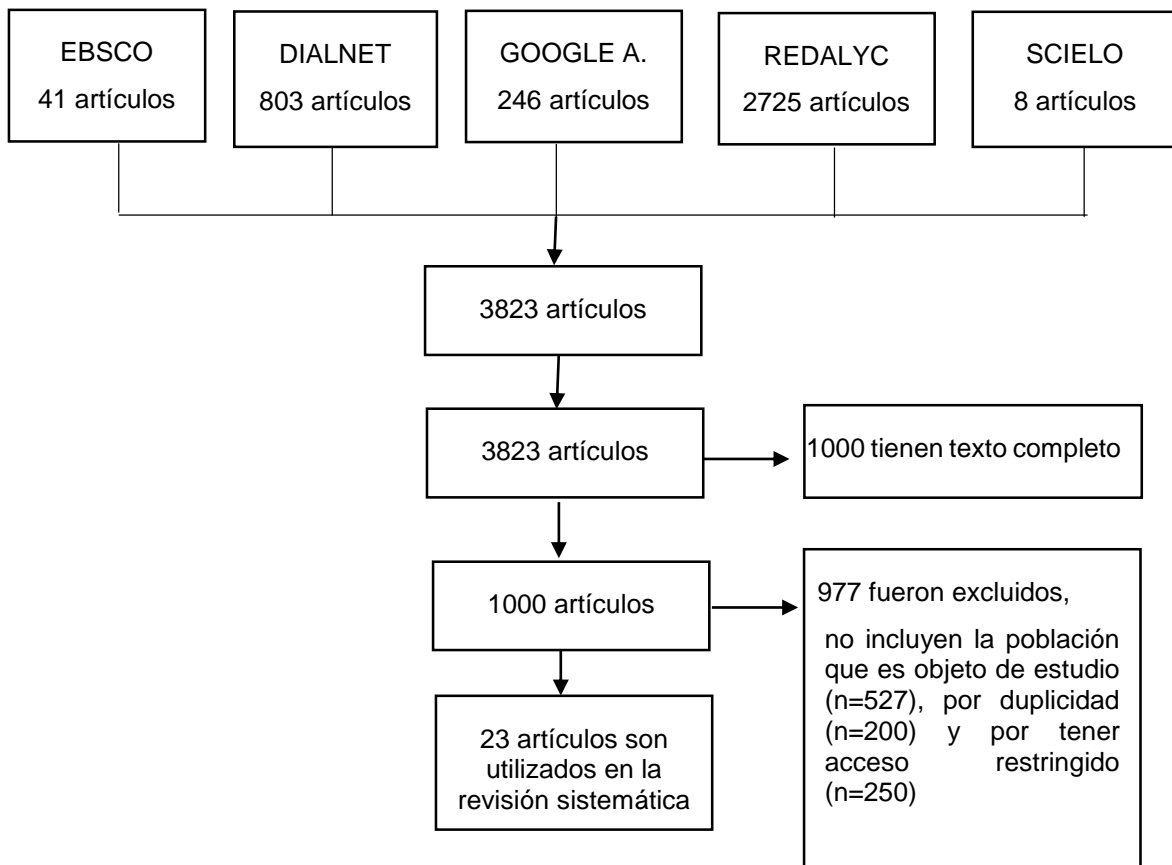 EBSCO
41 artículos
DIALNET
803 artículos
GOOGLE A.
246 artículos
REDALYC
2725 artículos
SCIELO
8 artículos
3823 artículos
3823 artículos
1000 tienen texto completo
1000 artículos
977 fueron excluidos,
no incluyen la población
que es objeto de estudio
(n=527), por duplicidad
(n=200) y por tener
acceso restringido
(n=250)
23 artículos son
utilizados en la
revisión sistemática